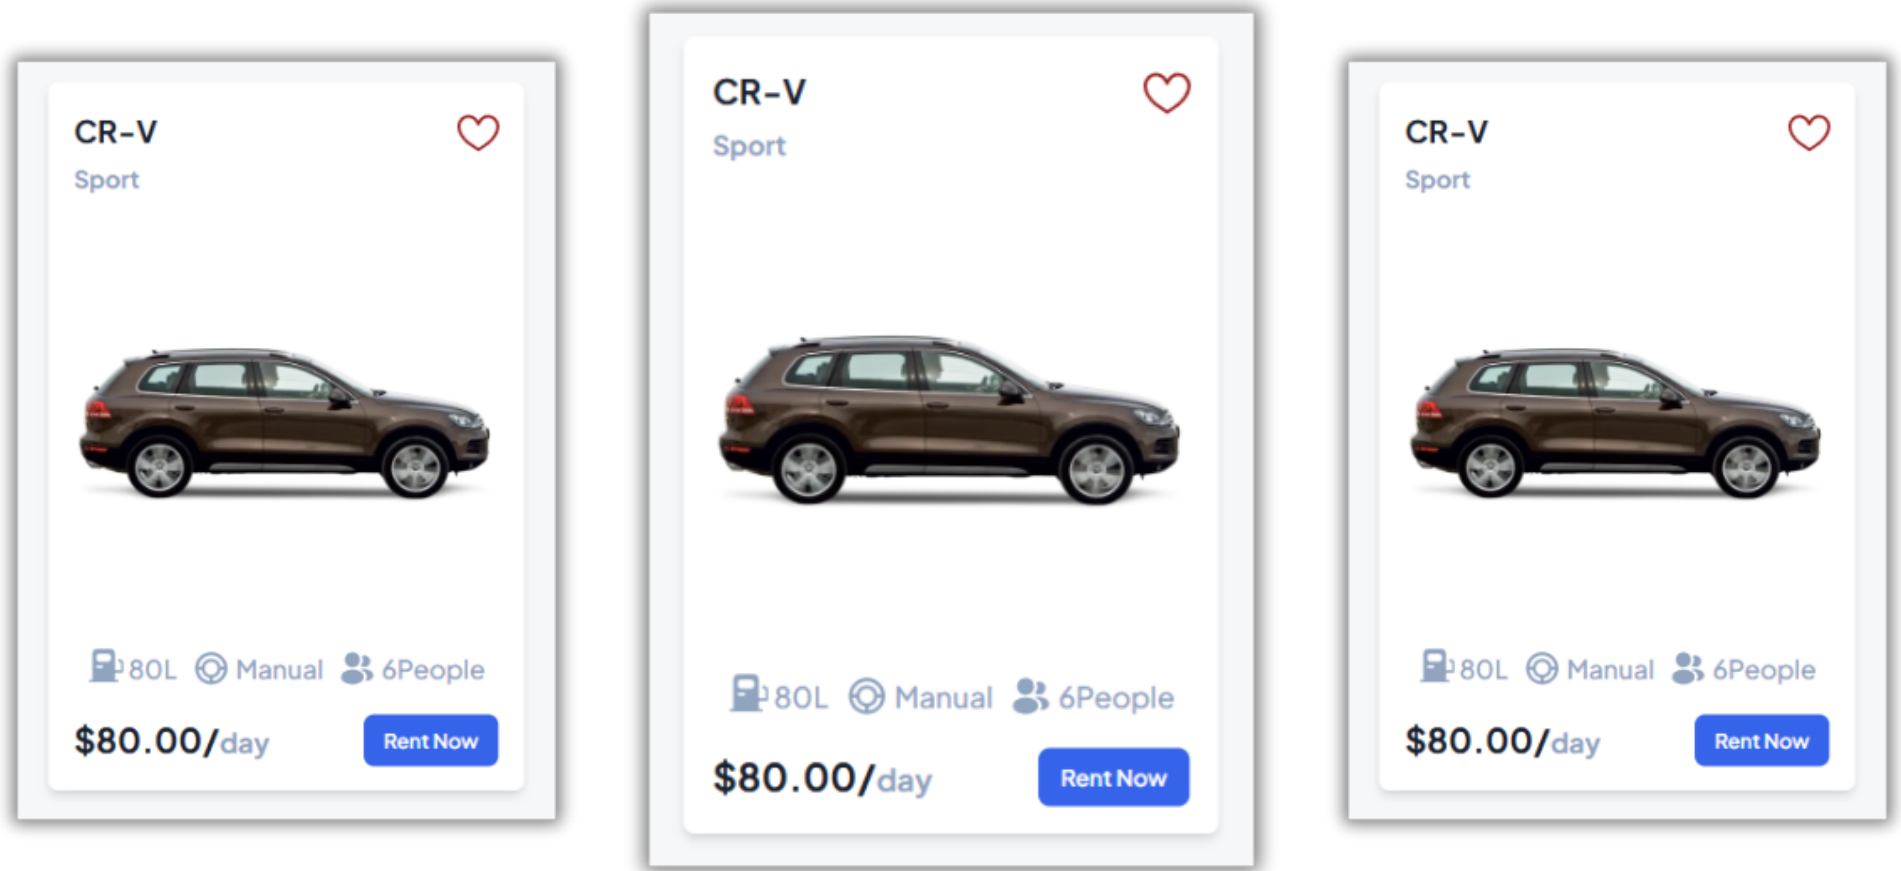 CR-V
Sport
80L Manual 6People
$80.00/day Rent Now
CR-V
Sport
80L Manual 6People
$80.00/day Rent Now
CR-V
Sport
80L Manual 6People
$80.00/day Rent Now